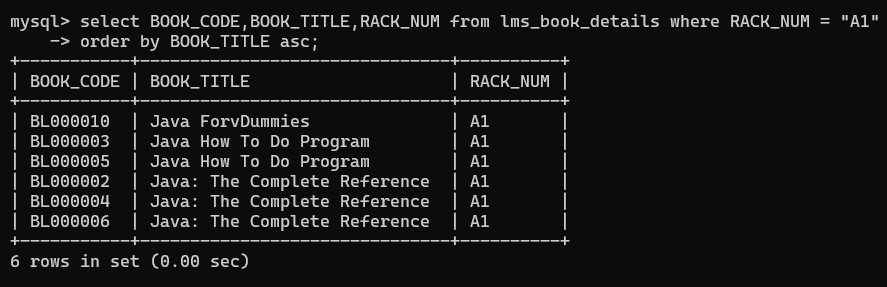 mysql> select BOOK_CODE,BOOK_TITLE,RACK_NUM from lms_book_details where RACK_NUM = "A1"
    -> order by BOOK_TITLE asc;
+-----------+-------------------------------+----------+
| BOOK_CODE | BOOK_TITLE                    | RACK_NUM |
+-----------+-------------------------------+----------+
| BL000010  | Java ForvDummies              | A1       |
| BL000003  | Java How To Do Program        | A1       |
| BL000005  | Java How To Do Program        | A1       |
| BL000002  | Java: The Complete Reference  | A1       |
| BL000004  | Java: The Complete Reference  | A1       |
| BL000006  | Java: The Complete Reference  | A1       |
+-----------+-------------------------------+----------+
6 rows in set (0.00 sec)